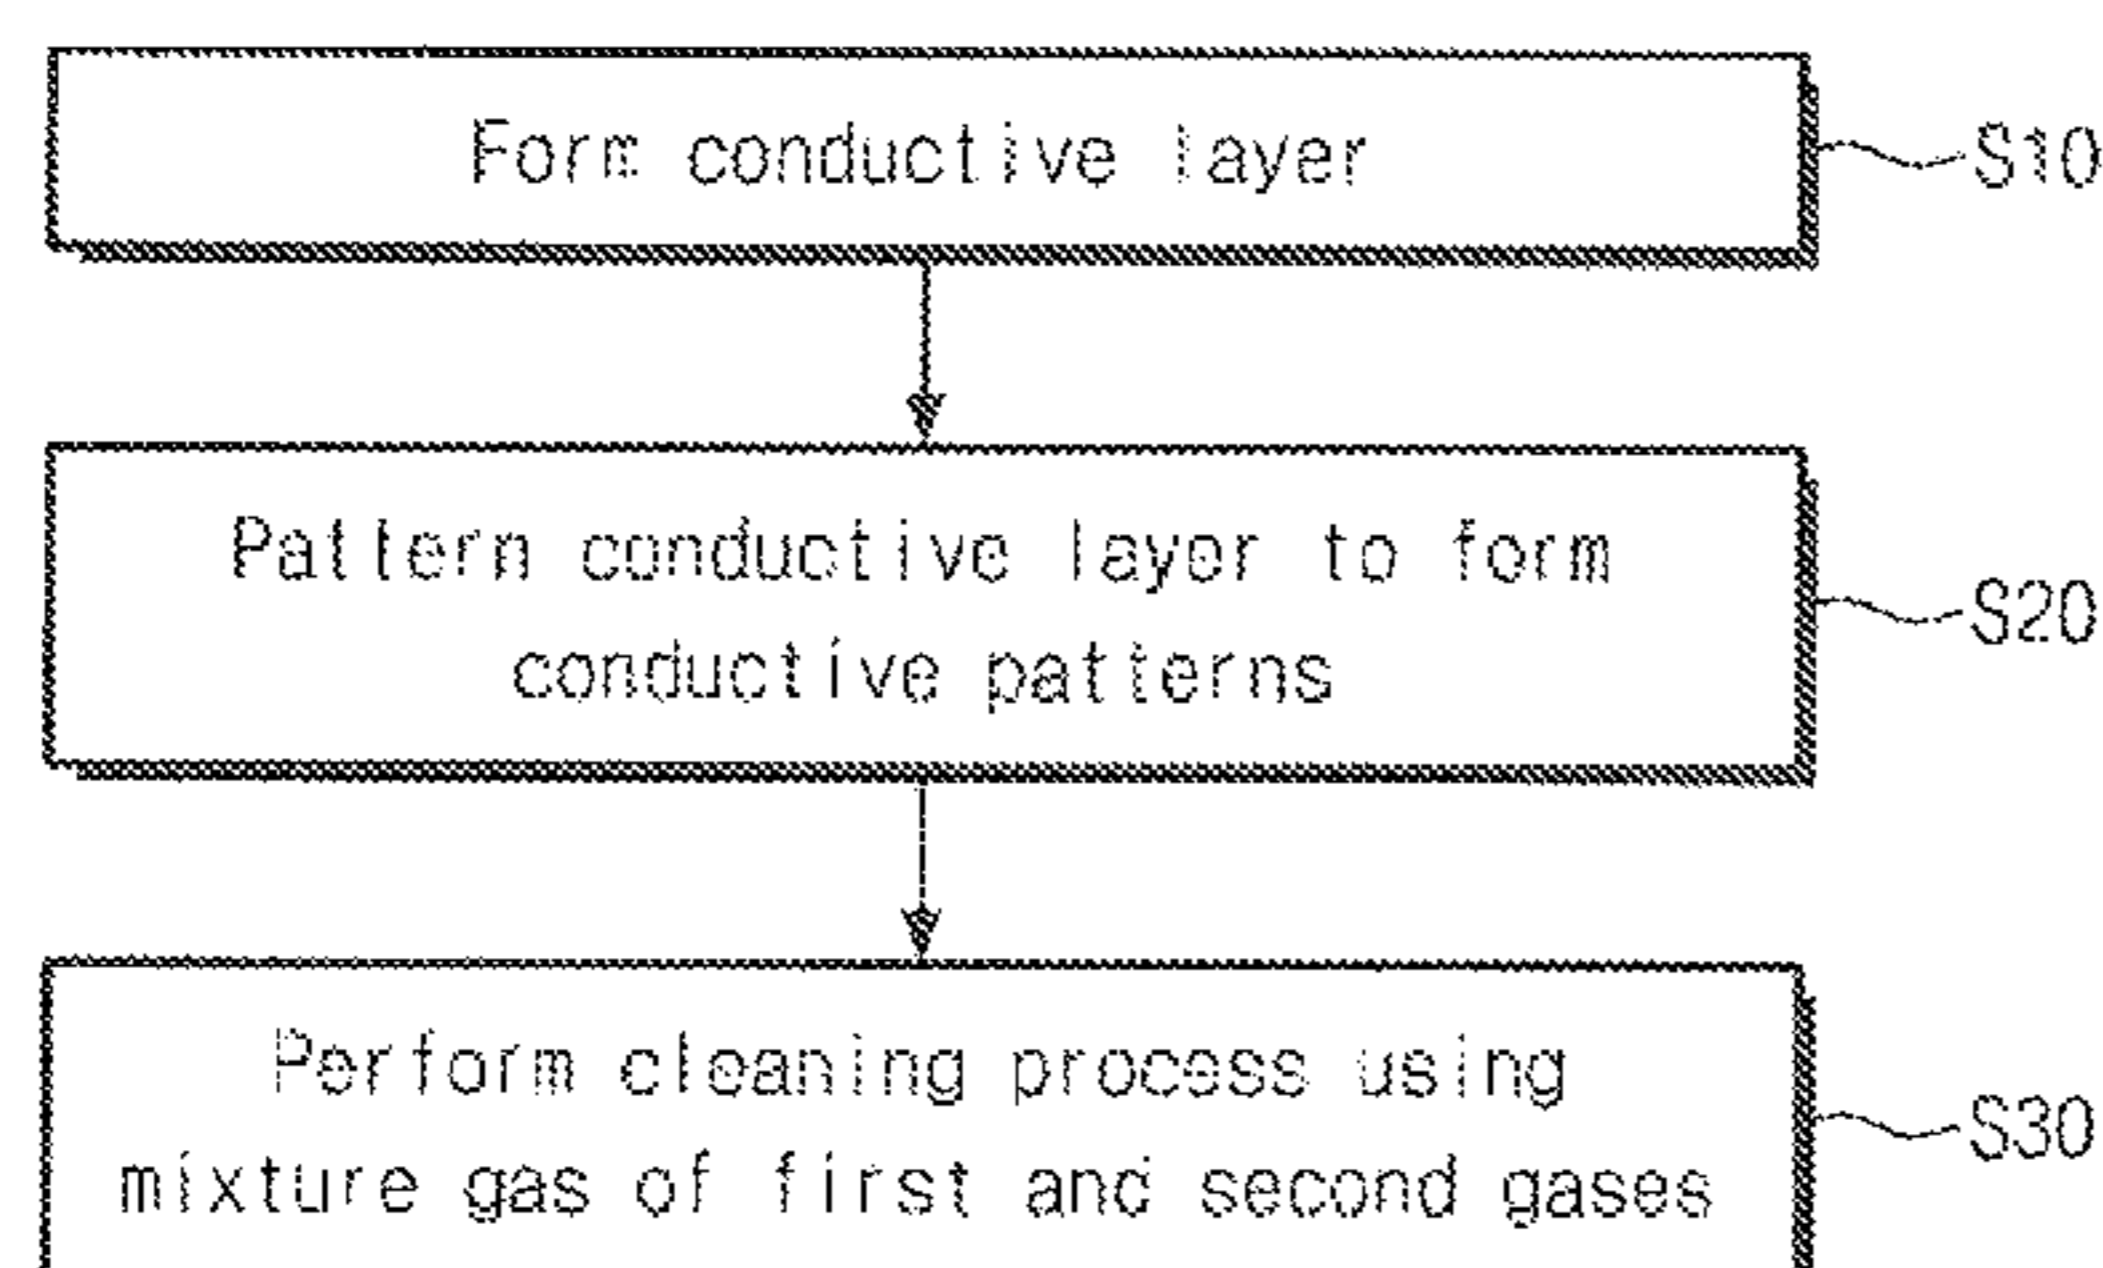 Form conductive layer
S10
Pattern conductive layer to form
conductive patterns
S20
Perform cleaning process using
mixture gas of first and second gases
S30